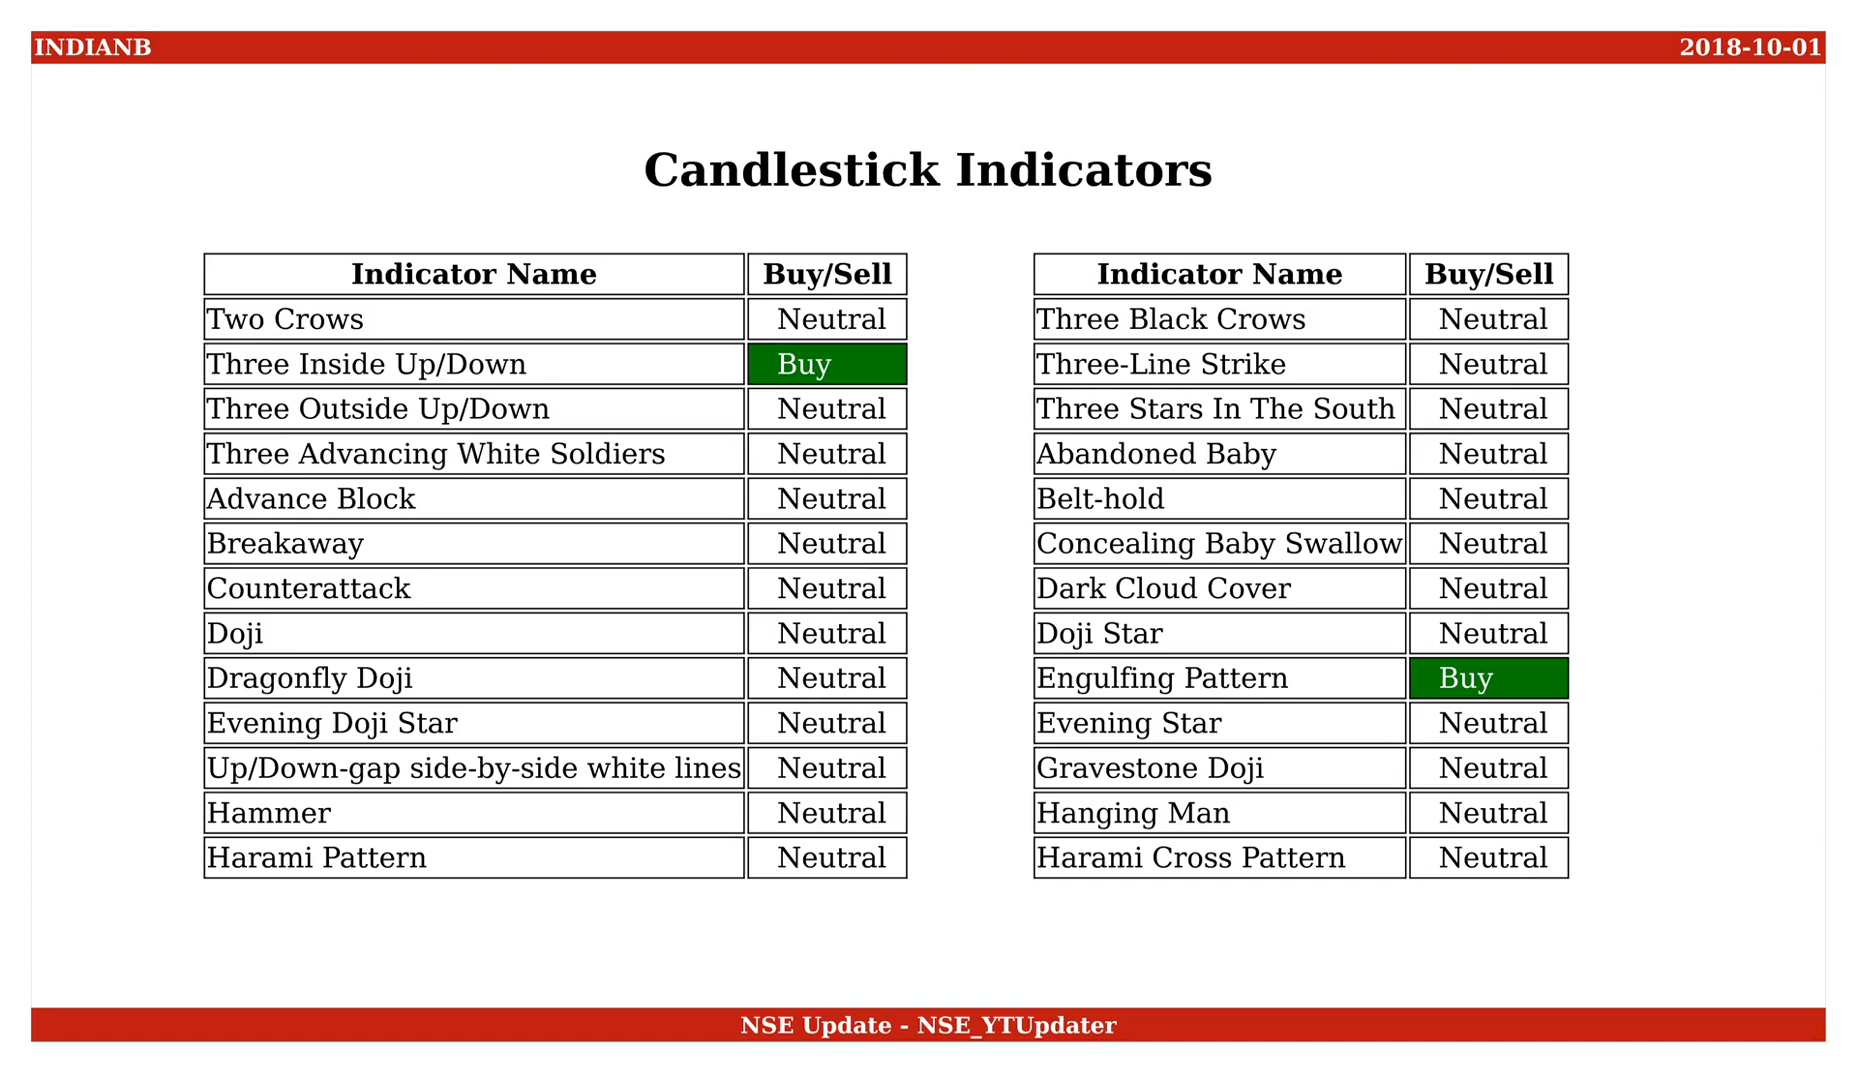 INDIANB 2018-10-01
Candlestick Indicators
Indicator Name Buy/Sell
Two Crows Neutral
Three Inside Up/Down Buy
Three Outside Up/Down Neutral
Three Advancing White Soldiers Neutral
Advance Block Neutral
Breakaway Neutral
Counterattack Neutral
Doji Neutral
Dragonfly Doji Neutral
Evening Doji Star Neutral
Up/Down-gap side-by-side white lines Neutral
Hammer Neutral
Harami Pattern Neutral
Indicator Name Buy/Sell
Three Black Crows Neutral
Three-Line Strike Neutral
Three Stars In The South Neutral
Abandoned Baby Neutral
Belt-hold Neutral
Concealing Baby Swallow Neutral
Dark Cloud Cover Neutral
Doji Star Neutral
Engulfing Pattern Buy
Evening Star Neutral
Gravestone Doji Neutral
Hanging Man Neutral
Harami Cross Pattern Neutral
NSE Update - NSE_YTUpdater